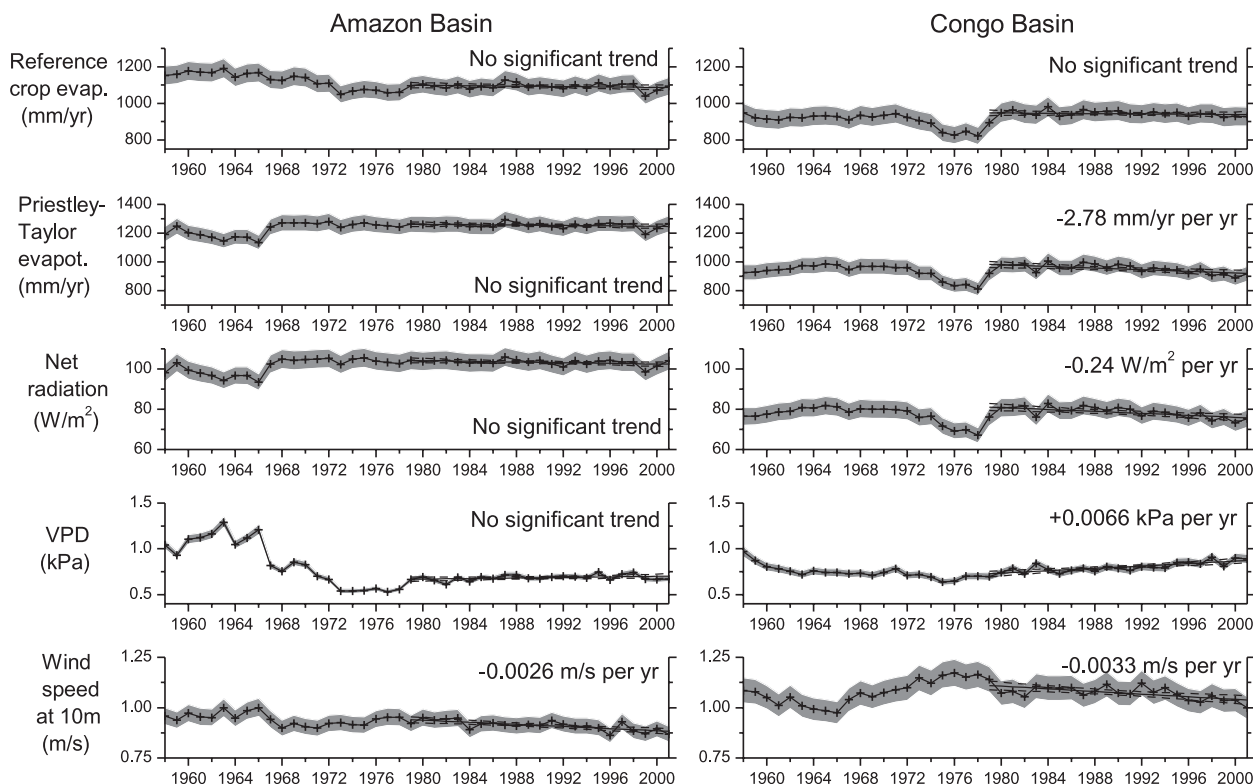 Amazon Basin
Congo Basin
Reference
crop evap.
(mm/yr)
1200
1000
800
No significant trend
1960 1964 1968 1972 1976 1980 1984 1988 1992 1996 2000
1200
1000
800
No significant trend
1960 1964 1968 1972 1976 1980 1984 1988 1992 1996 2000
Priestley-
Taylor
evapot.
(mm/yr)
1400
1200
1000
800
No significant trend
1960 1964 1968 1972 1976 1980 1984 1988 1992 1996 2000
1400
1200
1000
800
-2.78 mm/yr per yr
1960 1964 1968 1972 1976 1980 1984 1988 1992 1996 2000
Net
radiation
(W/m²)
100
80
60
No significant trend
1960 1964 1968 1972 1976 1980 1984 1988 1992 1996 2000
100
80
60
-0.24 W/m² per yr
1960 1964 1968 1972 1976 1980 1984 1988 1992 1996 2000
VPD
(kPa)
1.5
1.0
0.5
No significant trend
1960 1964 1968 1972 1976 1980 1984 1988 1992 1996 2000
1.5
1.0
0.5
+0.0066 kPa per yr
1960 1964 1968 1972 1976 1980 1984 1988 1992 1996 2000
Wind
speed
at 10m
(m/s)
1.25
1.00
0.75
-0.0026 m/s per yr
1960 1964 1968 1972 1976 1980 1984 1988 1992 1996 2000
1.25
1.00
0.75
-0.0033 m/s per yr
1960 1964 1968 1972 1976 1980 1984 1988 1992 1996 2000